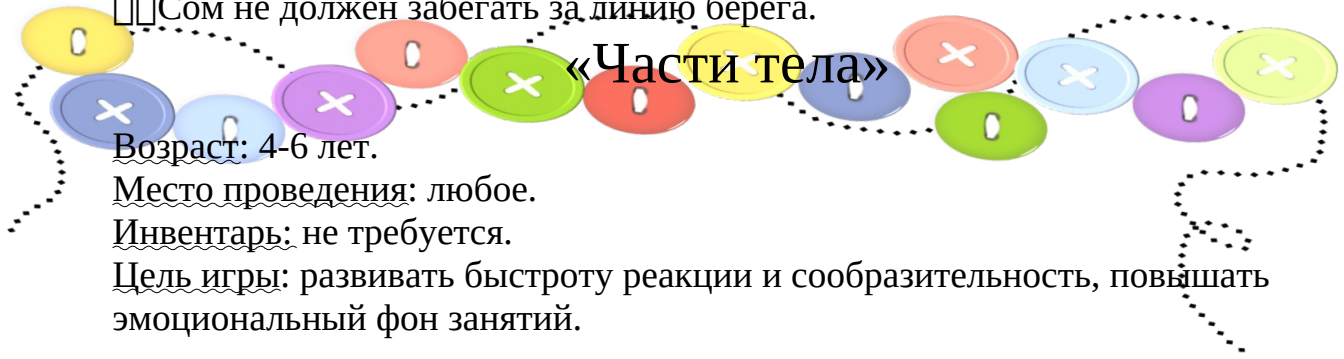 Сом не должен забегать за линию берега.
«Части тела»
Возраст: 4-6 лет.
Место проведения: любое.
Инвентарь: не требуется.
Цель игры: развивать быстроту реакции и сообразительность, повышать
эмоциональный фон занятий.